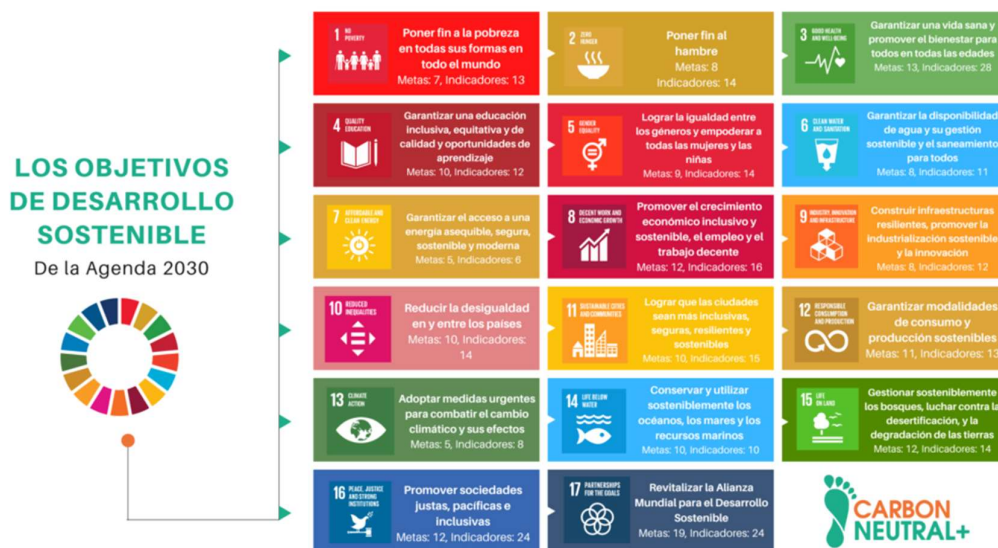 LOS OBJETIVOS
DE DESARROLLO
SOSTENIBLE
De la Agenda 2030
1 NO
POVERTY
Poner fin a la pobreza
en todas sus formas en
todo el mundo
Metas: 7, Indicadores: 13
2 ZERO
HUNGER
Poner fin al
hambre
Metas: 8
Indicadores: 14
3 GOOD HEALTH
AND WELL-BEING
Garantizar una vida sana y
promover el bienestar para
todos en todas las edades
Metas: 13, Indicadores: 28
4 QUALITY
EDUCATION
Garantizar una educación
inclusiva, equitativa y de
calidad y oportunidades de
aprendizaje
Metas: 10, Indicadores: 12
5 GENDER
EQUALITY
Lograr la igualdad entre
los géneros y empoderar a
todas las mujeres y las
niñas
Metas: 9, Indicadores: 14
6 CLEAN WATER
AND SANITATION
Garantizar la disponibilidad
de agua y su gestión
sostenible y el saneamiento
para todos
Metas: 8, Indicadores: 11
7 AFFORDABLE AND
CLEAN ENERGY
Garantizar el acceso a una
energía asequible, segura,
sostenible y moderna
Metas: 5, Indicadores: 6
8 DECENT WORK AND
ECONOMIC GROWTH
Promover el crecimiento
económico inclusivo y
sostenible, el empleo y el
trabajo decente
Metas: 12, Indicadores: 16
9 INDUSTRY, INNOVATION
AND INFRASTRUCTURE
Construir infraestructuras
resilientes, promover la
industrialización sostenible
y la innovación
Metas: 8, Indicadores: 12
10 REDUCED
INEQUALITIES
Reducir la desigualdad
en y entre los países
Metas: 10, Indicadores:
14
11 SUSTAINABLE CITIES
AND COMMUNITIES
Lograr que las ciudades
sean más inclusivas,
seguras, resilientes y
sostenibles
Metas: 10, Indicadores: 15
12 RESPONSIBLE
CONSUMPTION
AND PRODUCTION
Garantizar modalidades
de consumo y
producción sostenibles
Metas: 11, Indicadores: 13
13 CLIMATE
ACTION
Adoptar medidas urgentes
para combatir el cambio
climático y sus efectos
Metas: 5, Indicadores: 8
14 LIFE BELOW
WATER
Conservar y utilizar
sosteniblemente los
océanos, los mares y los
recursos marinos
Metas: 10, Indicadores: 10
15 LIFE
ON LAND
Gestionar sosteniblemente
los bosques, luchar contra la
desertificación, y la
degradación de las tierras
Metas: 12, Indicadores: 14
16 PEACE, JUSTICE
AND STRONG
INSTITUTIONS
Promover sociedades
justas, pacíficas e
inclusivas
Metas: 12, Indicadores: 24
17 PARTNERSHIPS
FOR THE GOALS
Revitalizar la Alianza
Mundial para el Desarrollo
Sostenible
Metas: 19, Indicadores: 24
CARBON
NEUTRAL+